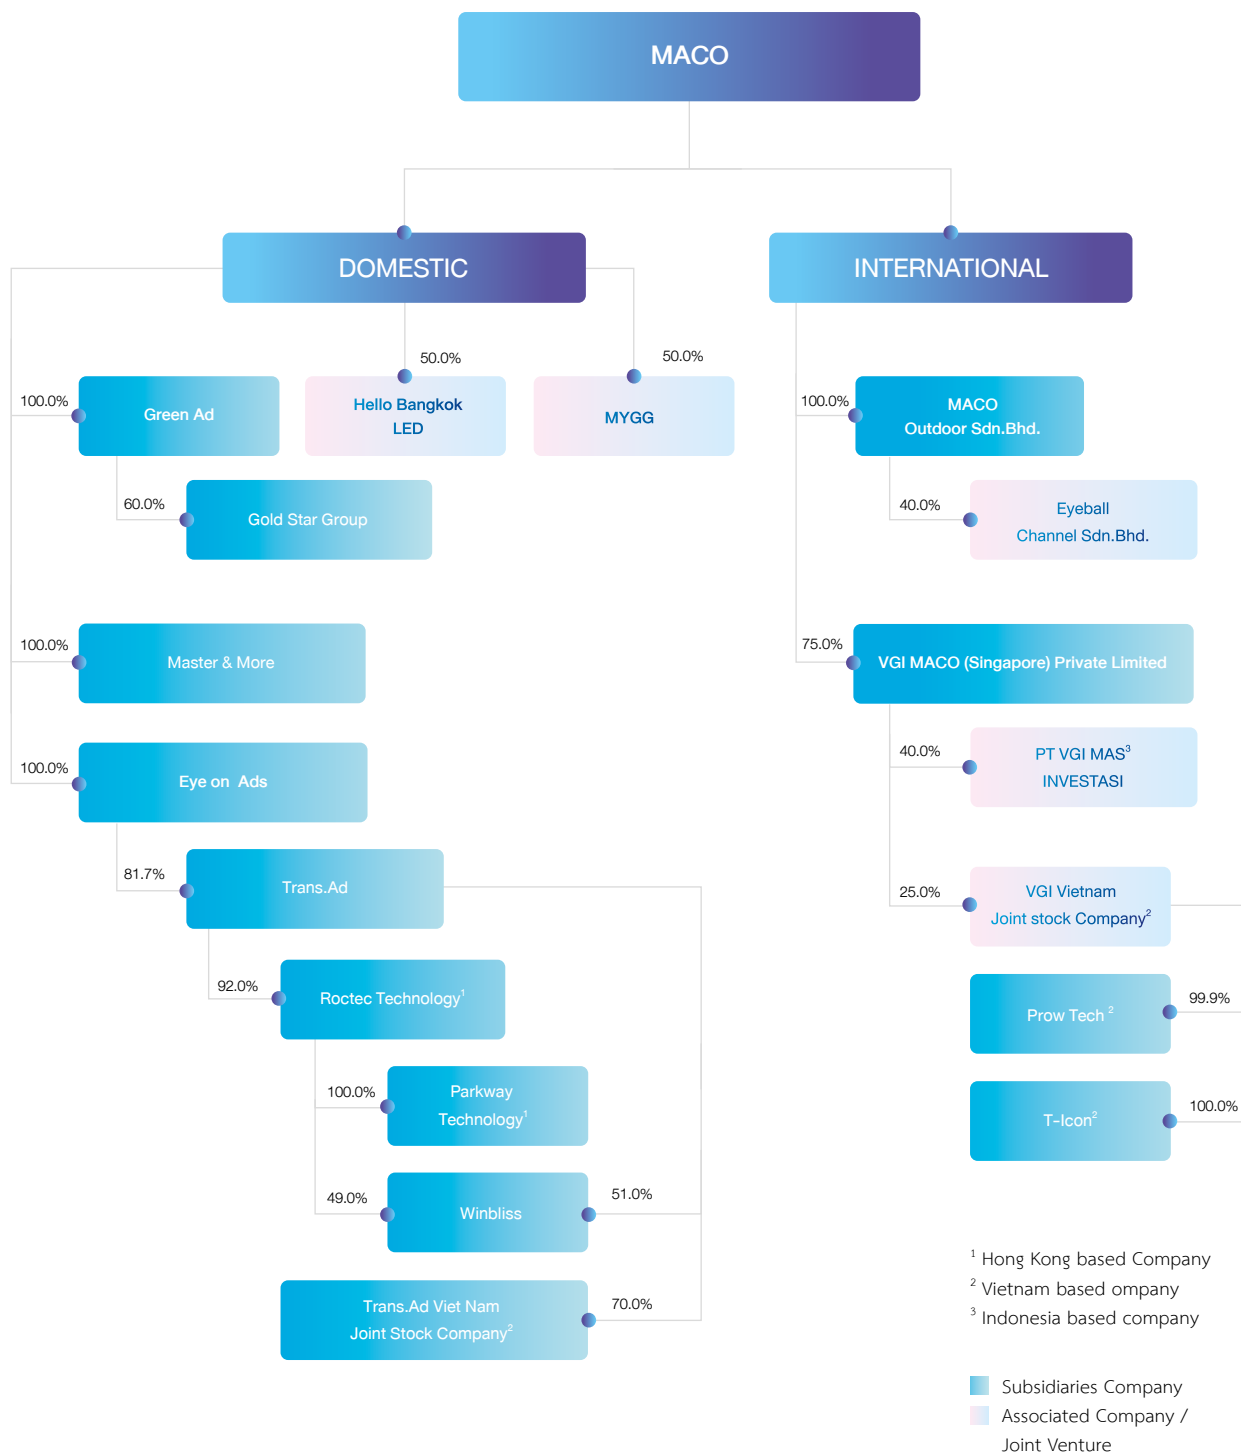 MACO
DOMESTIC
INTERNATIONAL
50.0%
50.0%
100.0%
Green Ad
Hello Bangkok
LED
MYGG
100.0%
MACO
Outdoor Sdn.Bhd.
60.0%
Gold Star Group
40.0%
Eyeball
Channel Sdn.Bhd.
100.0%
Master & More
75.0%
VGI MACO (Singapore) Private Limited
100.0%
Eye on Ads
40.0%
PT VGI MAS³
INVESTASI
81.7%
Trans.Ad
25.0%
VGI Vietnam
Joint stock Company²
92.0%
Roctec Technology¹
Prow Tech ²
99.9%
100.0%
Parkway
Technology¹
T-Icon²
100.0%
49.0%
Winbliss
51.0%
Trans.Ad Viet Nam
Joint Stock Company²
70.0%
¹ Hong Kong based Company
² Vietnam based ompany
³ Indonesia based company
Subsidiaries Company
Associated Company /
Joint Venture